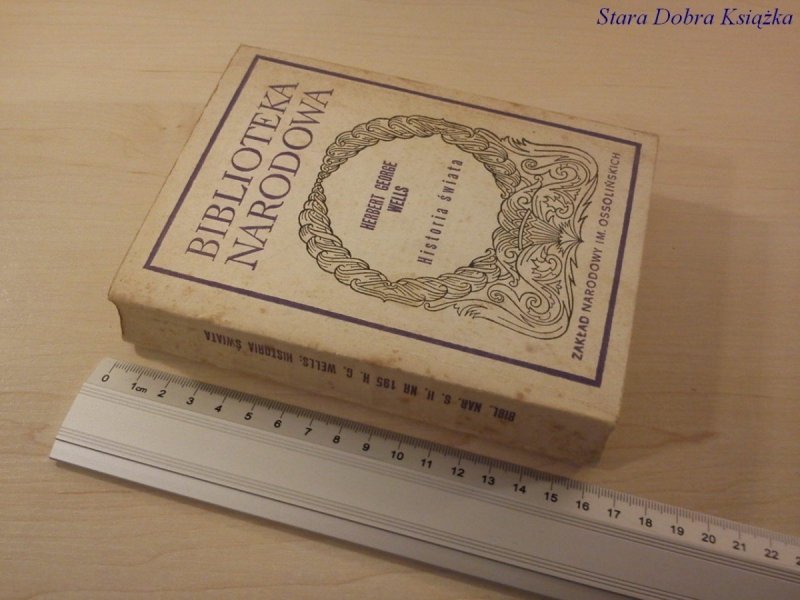 Stara Dobra Książka
BIBLIOTEKA
NARODOWA
HERBERT GEORGE
WELLS
Historia świata
ZAKŁAD NARODOWY IM. OSSOLIŃSKICH
BIBL. NAR. S. II. NR 195 H. G. WELLS: HISTORIA ŚWIATA
0 1cm 2 3 4 5 6 7 8 9 10 11 12 13 14 15 16 17 18 19 20 21 22